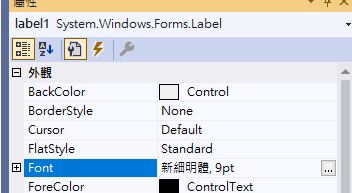 屬性
label1 System.Windows.Forms.Label
外觀
BackColor Control
BorderStyle None
Cursor Default
FlatStyle Standard
Font 新細明體, 9pt ...
ForeColor ControlText